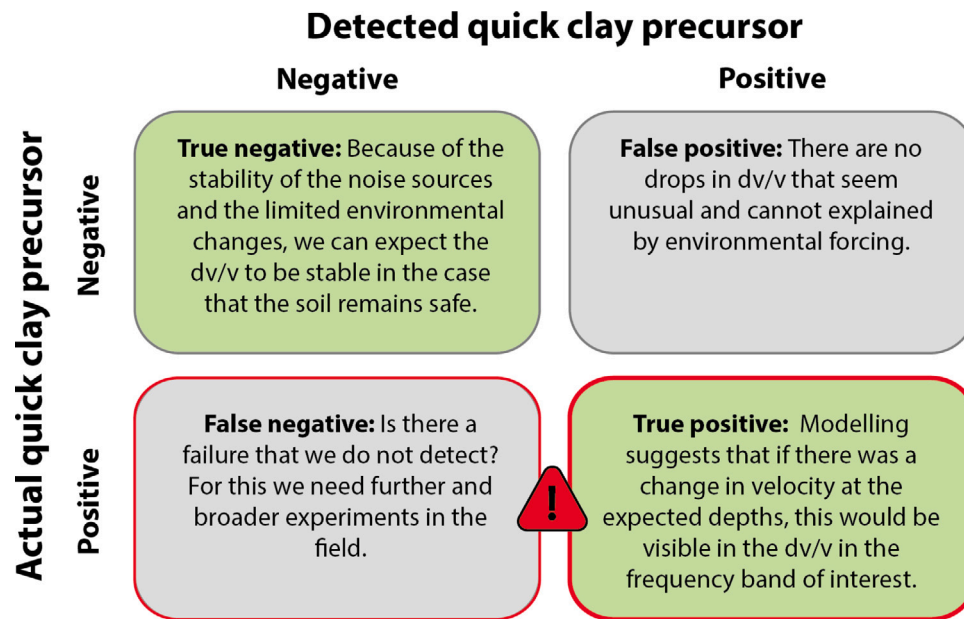 Detected quick clay precursor
Negative
Positive
Actual quick clay precursor
Negative
True negative: Because of the
stability of the noise sources
and the limited environmental
changes, we can expect the
dv/v to be stable in the case
that the soil remains safe.
False positive: There are no
drops in dv/v that seem
unusual and cannot explained
by environmental forcing.
Positive
False negative: Is there a
failure that we do not detect?
For this we need further and
broader experiments in the
field.
!
True positive: Modelling
suggests that if there was a
change in velocity at the
expected depths, this would be
visible in the dv/v in the
frequency band of interest.